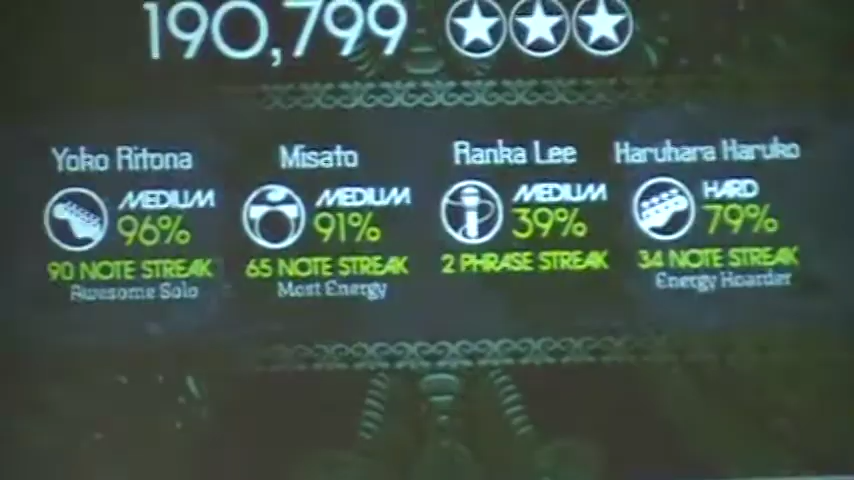 190,799
Yoko Ritona Misato Ranka Lee Haruhara Haruko
MEDIUM MEDIUM MEDIUM HARD
96% 91% 39% 79%
90 NOTE STREAK 65 NOTE STREAK 2 PHRASE STREAK 34 NOTE STREAK
Awesome Solo Most Energy Energy Hoarder